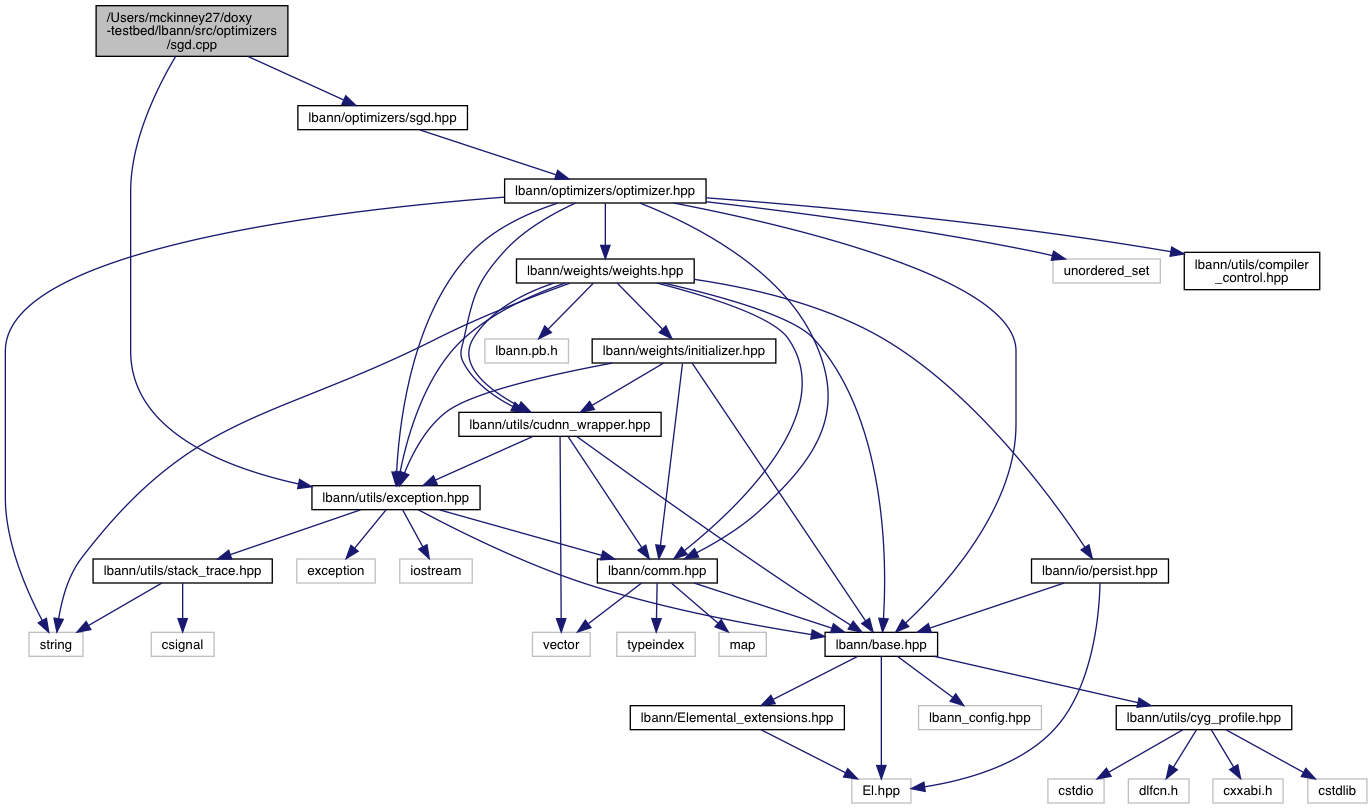 /Users/mckinney27/doxy
-testbed/lbann/src/optimizers
/sgd.cpp
lbann/optimizers/sgd.hpp
lbann/optimizers/optimizer.hpp
lbann/weights/weights.hpp
unordered_set
lbann/utils/compiler
_control.hpp
lbann.pb.h
lbann/weights/initializer.hpp
lbann/utils/cudnn_wrapper.hpp
lbann/utils/exception.hpp
lbann/utils/stack_trace.hpp
exception
iostream
lbann/comm.hpp
lbann/io/persist.hpp
string
csignal
vector
typeindex
map
lbann/base.hpp
lbann/Elemental_extensions.hpp
lbann_config.hpp
lbann/utils/cyg_profile.hpp
El.hpp
cstdio
dlfcn.h
cxxabi.h
cstdlib